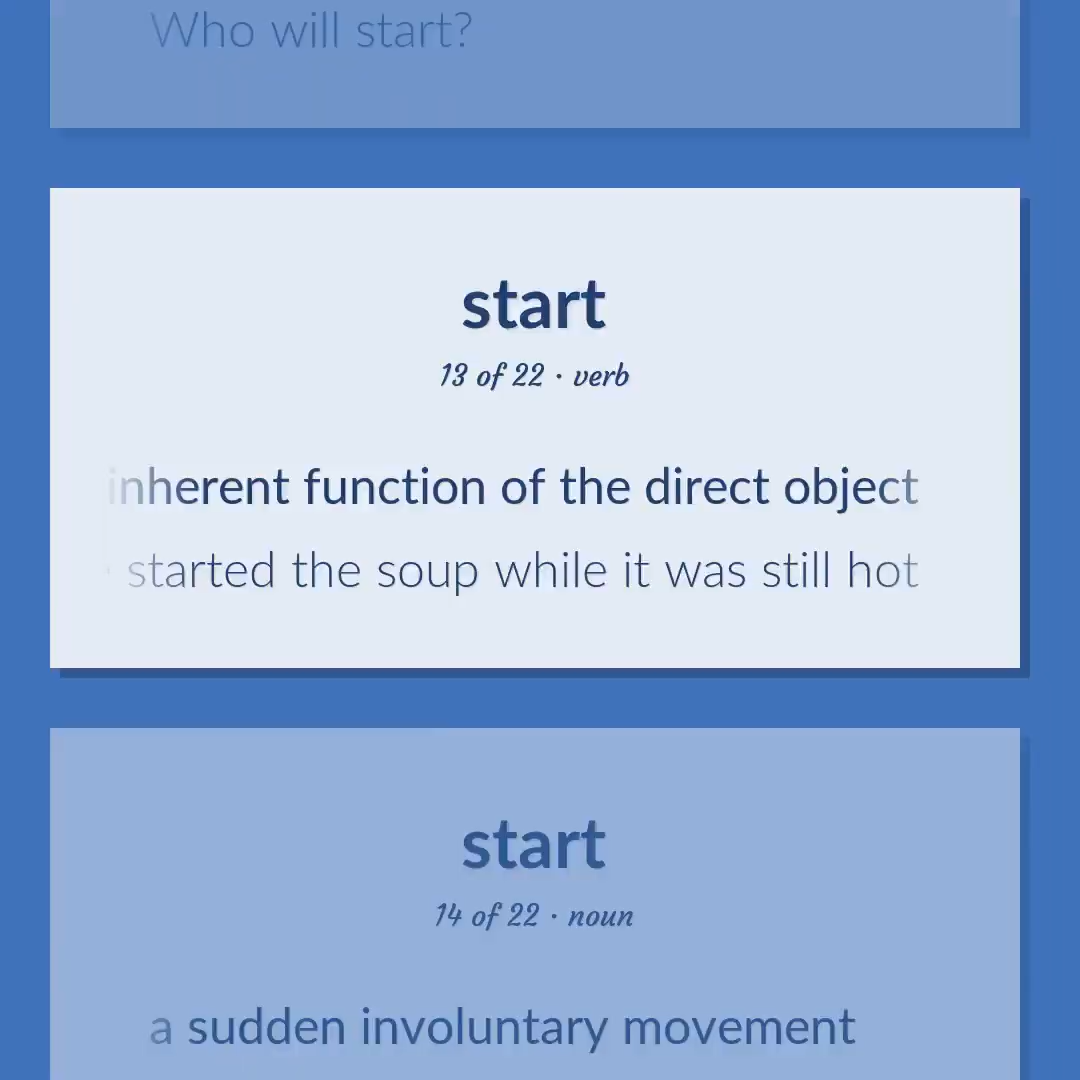 Who will start?
start
13 of 22 · verb
inherent function of the direct object
started the soup while it was still hot
start
14 of 22 · noun
a sudden involuntary movement